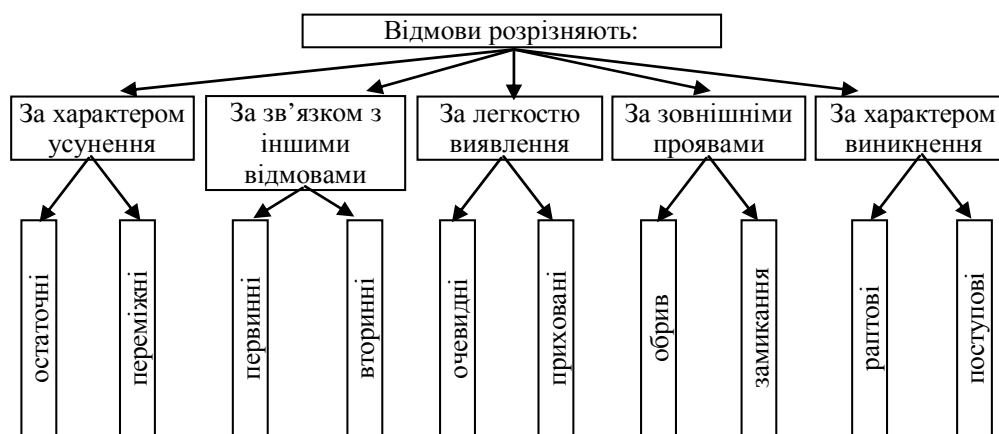 Відмови розрізняють:
За характером
усунення
За зв’язком з
іншими
відмовами
За легкостю
виявлення
За зовнішніми
проявами
За характером
виникнення
остаточні
переміжні
первинні
вторинні
очевидні
приховані
обрив
замикання
раптові
поступові